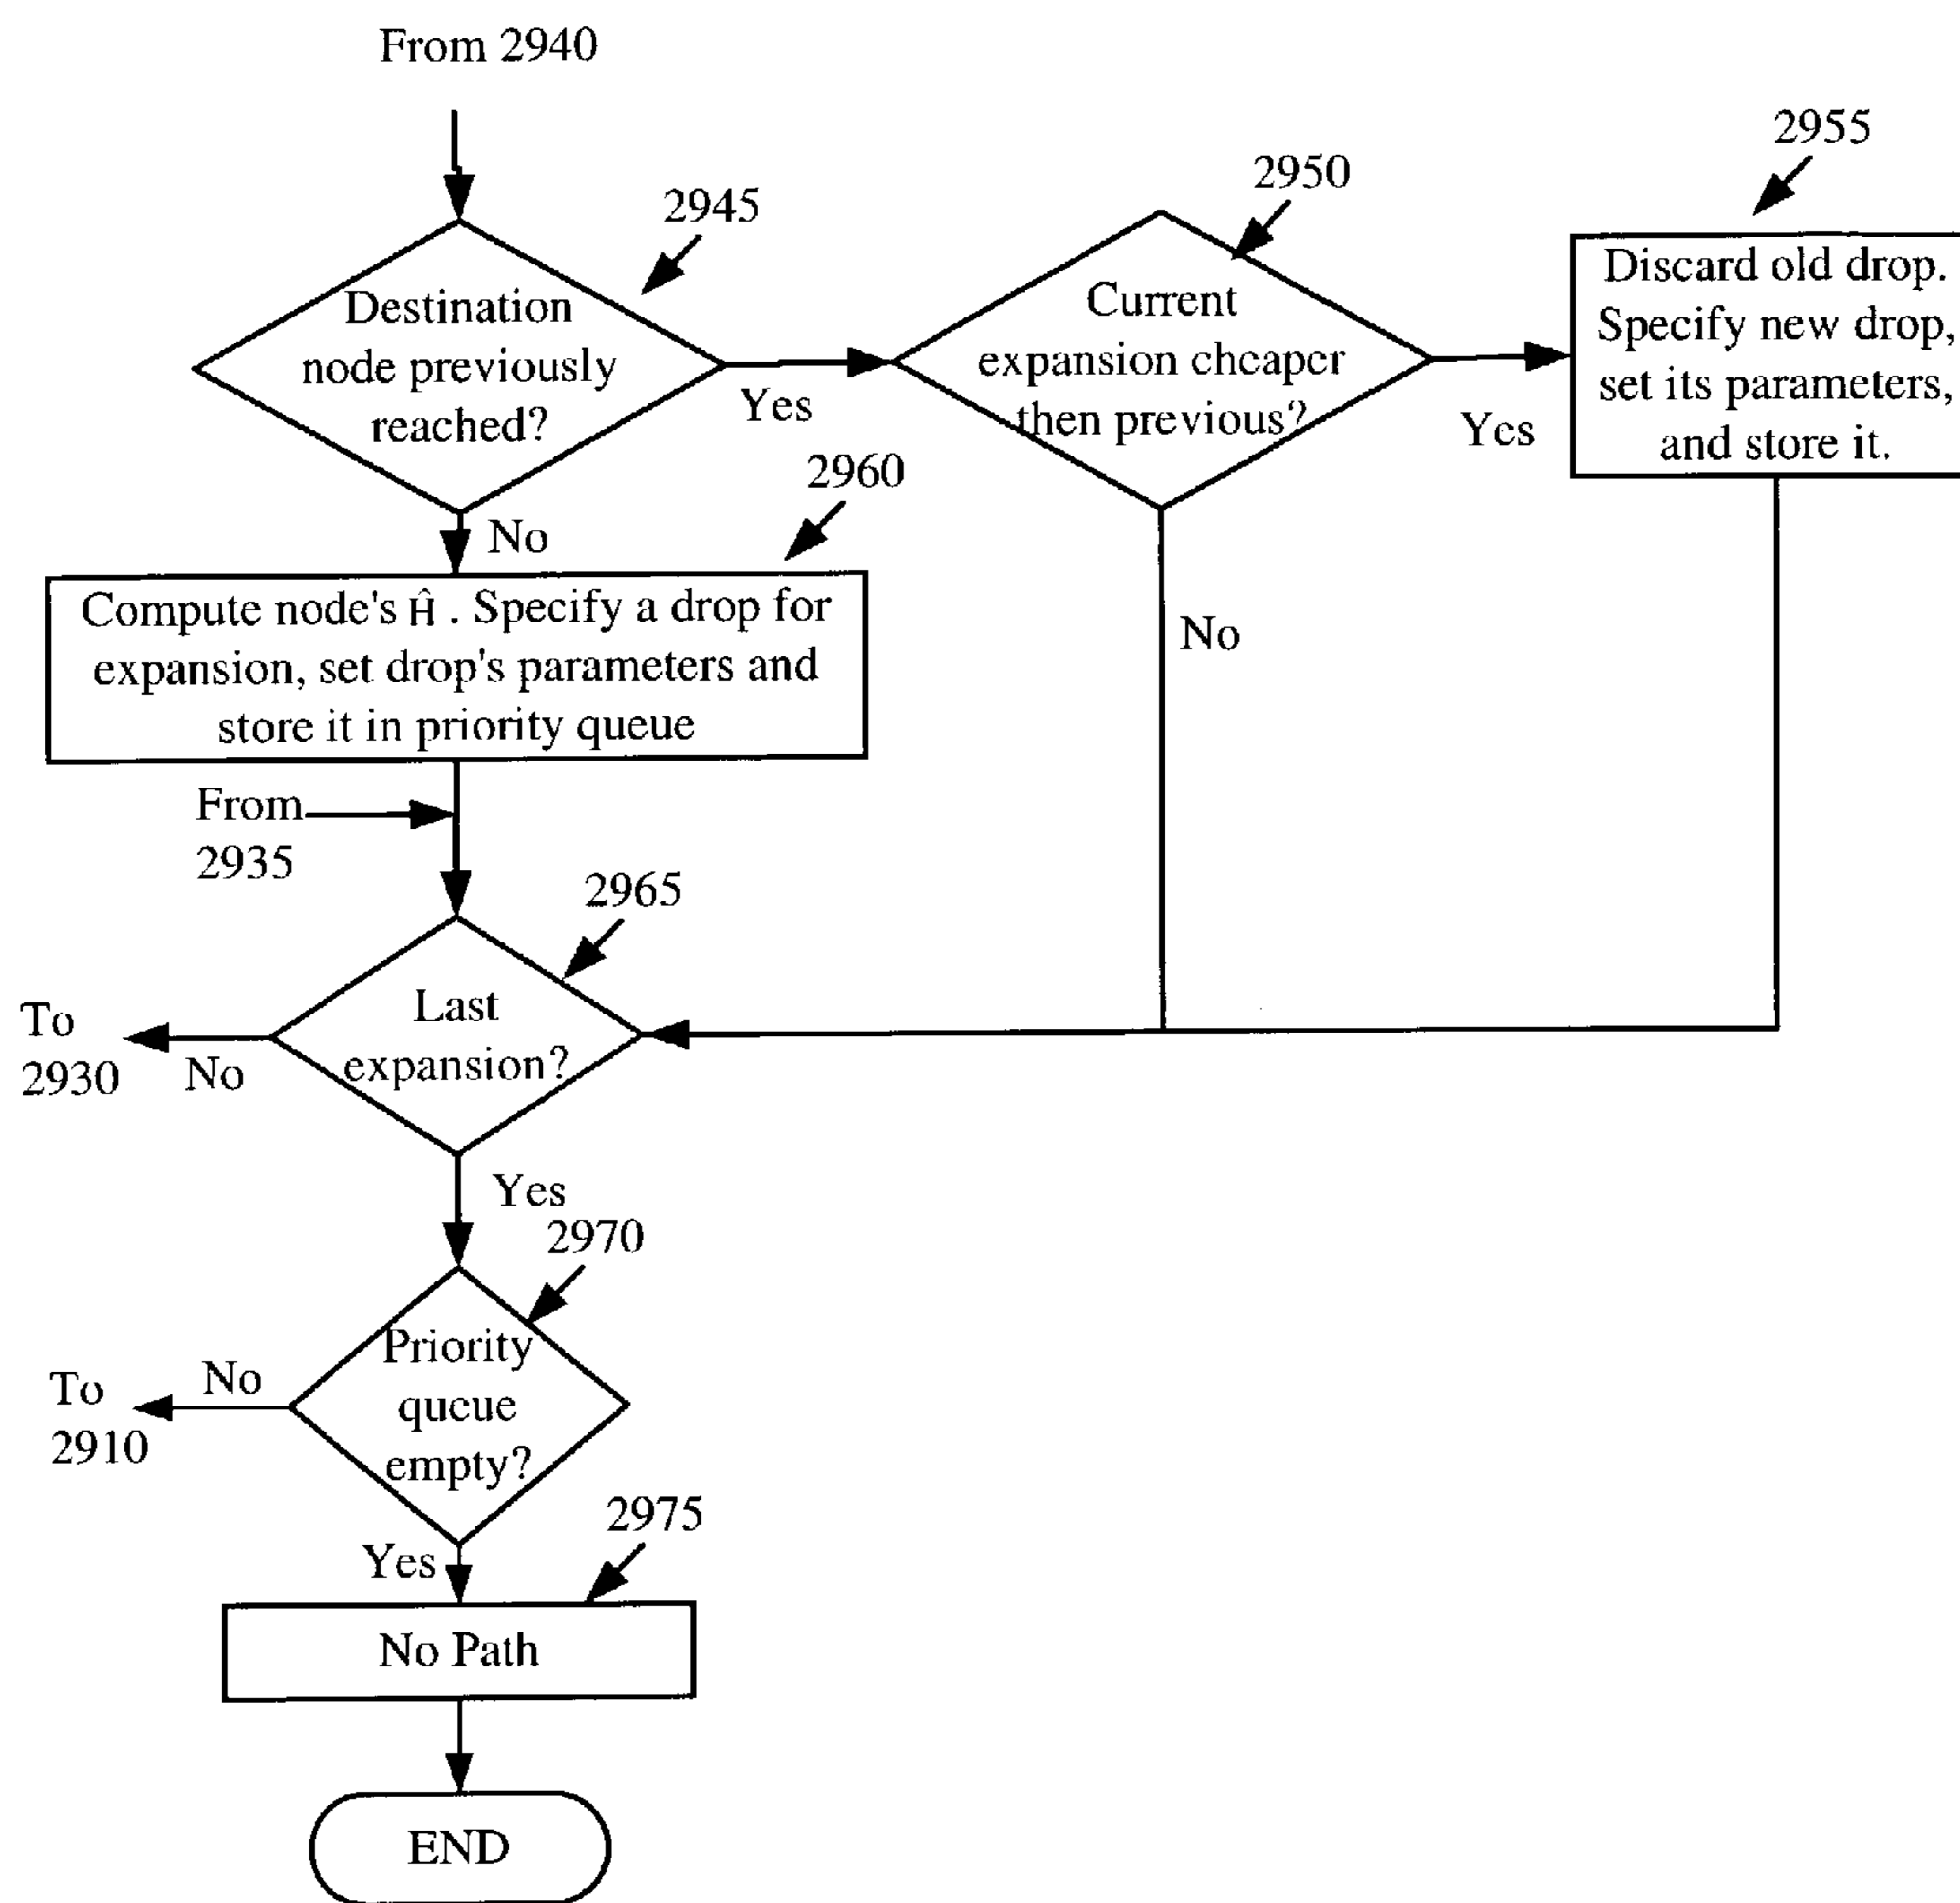 From 2940
2945
Destination
node previously
reached?
Yes
No
2950
Current
expansion cheaper
then previous?
Yes
No
2955
Discard old drop.
Specify new drop,
set its parameters,
and store it.
2960
Compute node's Ĥ . Specify a drop for
expansion, set drop's parameters and
store it in priority queue
From
2935
2965
Last
expansion?
To
2930
No
Yes
2970
Priority
queue
empty?
No
To
2910
Yes
2975
No Path
END